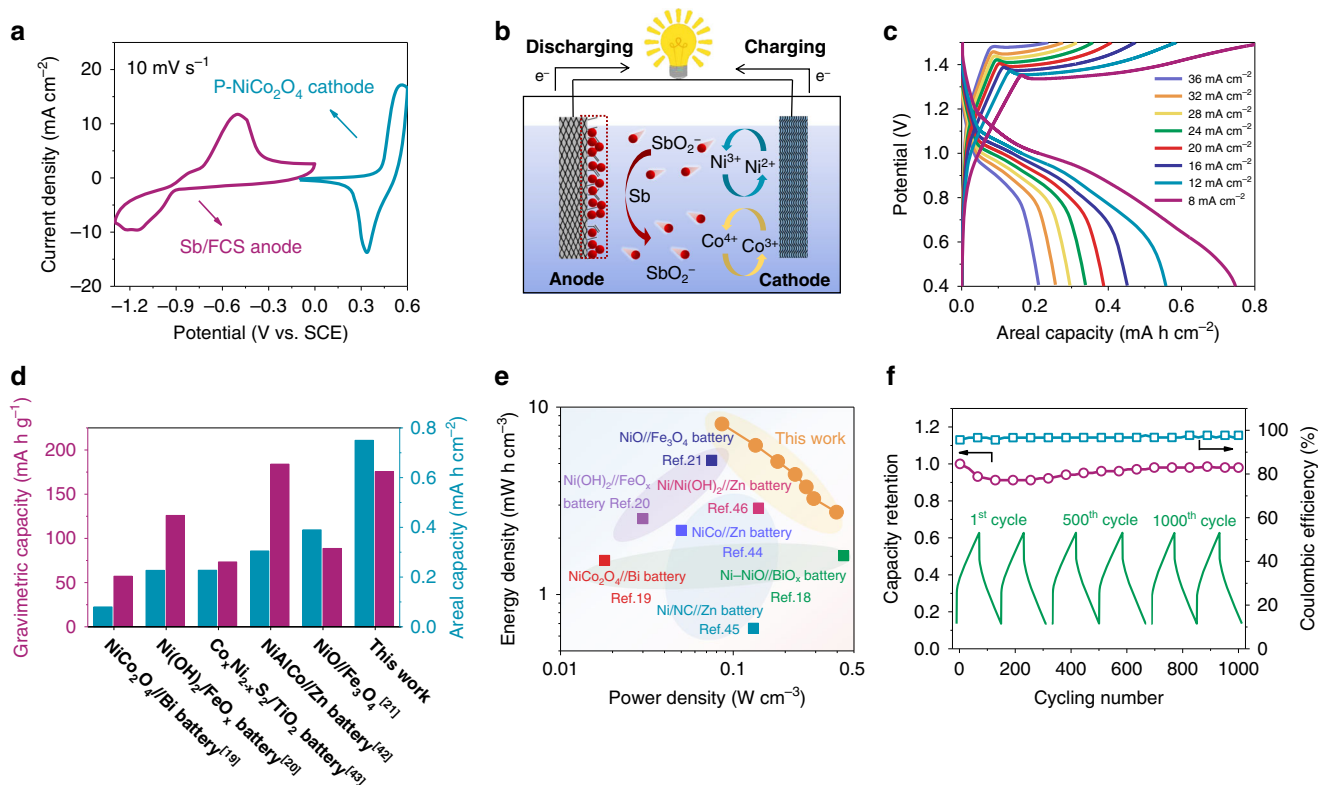 a
10 mV s⁻¹
P-NiCo₂O₄ cathode
Sb/FCS anode
Current density (mA cm⁻²)
20
10
0
–10
–20
–1.2
–0.9
–0.6
–0.3
0.0
0.3
0.6
Potential (V vs. SCE)
b
Discharging
Charging
e⁻
e⁻
SbO₂⁻
Sb
SbO₂⁻
Ni³⁺
Ni²⁺
Co⁴⁺
Co³⁺
Anode
Cathode
c
Potential (V)
1.4
1.2
1.0
0.8
0.6
0.4
36 mA cm⁻²
32 mA cm⁻²
28 mA cm⁻²
24 mA cm⁻²
20 mA cm⁻²
16 mA cm⁻²
12 mA cm⁻²
8 mA cm⁻²
0.0
0.2
0.4
0.6
0.8
Areal capacity (mA h cm⁻²)
d
Gravimetric capacity (mA h g⁻¹)
200
150
100
50
0
0.8
0.6
0.4
0.2
0.0
Areal capacity (mA h cm⁻²)
NiCo₂O₄//Bi battery[19]
Ni(OH)₂/FeOₓ battery[20]
CoₓNi₂₋ₓS₂/TiO₂ battery[43]
NiAlCo//Zn battery[42]
NiO//Fe₃O₄ [21]
This work
e
Energy density (mW h cm⁻³)
10
1
NiO//Fe₃O₄ battery
Ref.21
This work
Ni(OH)₂//FeOₓ
battery Ref.20
Ni/Ni(OH)₂//Zn battery
Ref.46
NiCo//Zn battery
Ref.44
NiCo₂O₄//Bi battery
Ref.19
Ni–NiO//BiOₓ battery
Ref.18
Ni/NC//Zn battery
Ref.45
0.01
0.1
0.5
Power density (W cm⁻³)
f
Capacity retention
1.2
1.0
0.8
0.6
0.4
0.2
0.0
1ˢᵗ cycle
500ᵗʰ cycle
1000ᵗʰ cycle
100
80
60
40
20
0
Coulombic efficiency (%)
0
200
400
600
800
1000
Cycling number